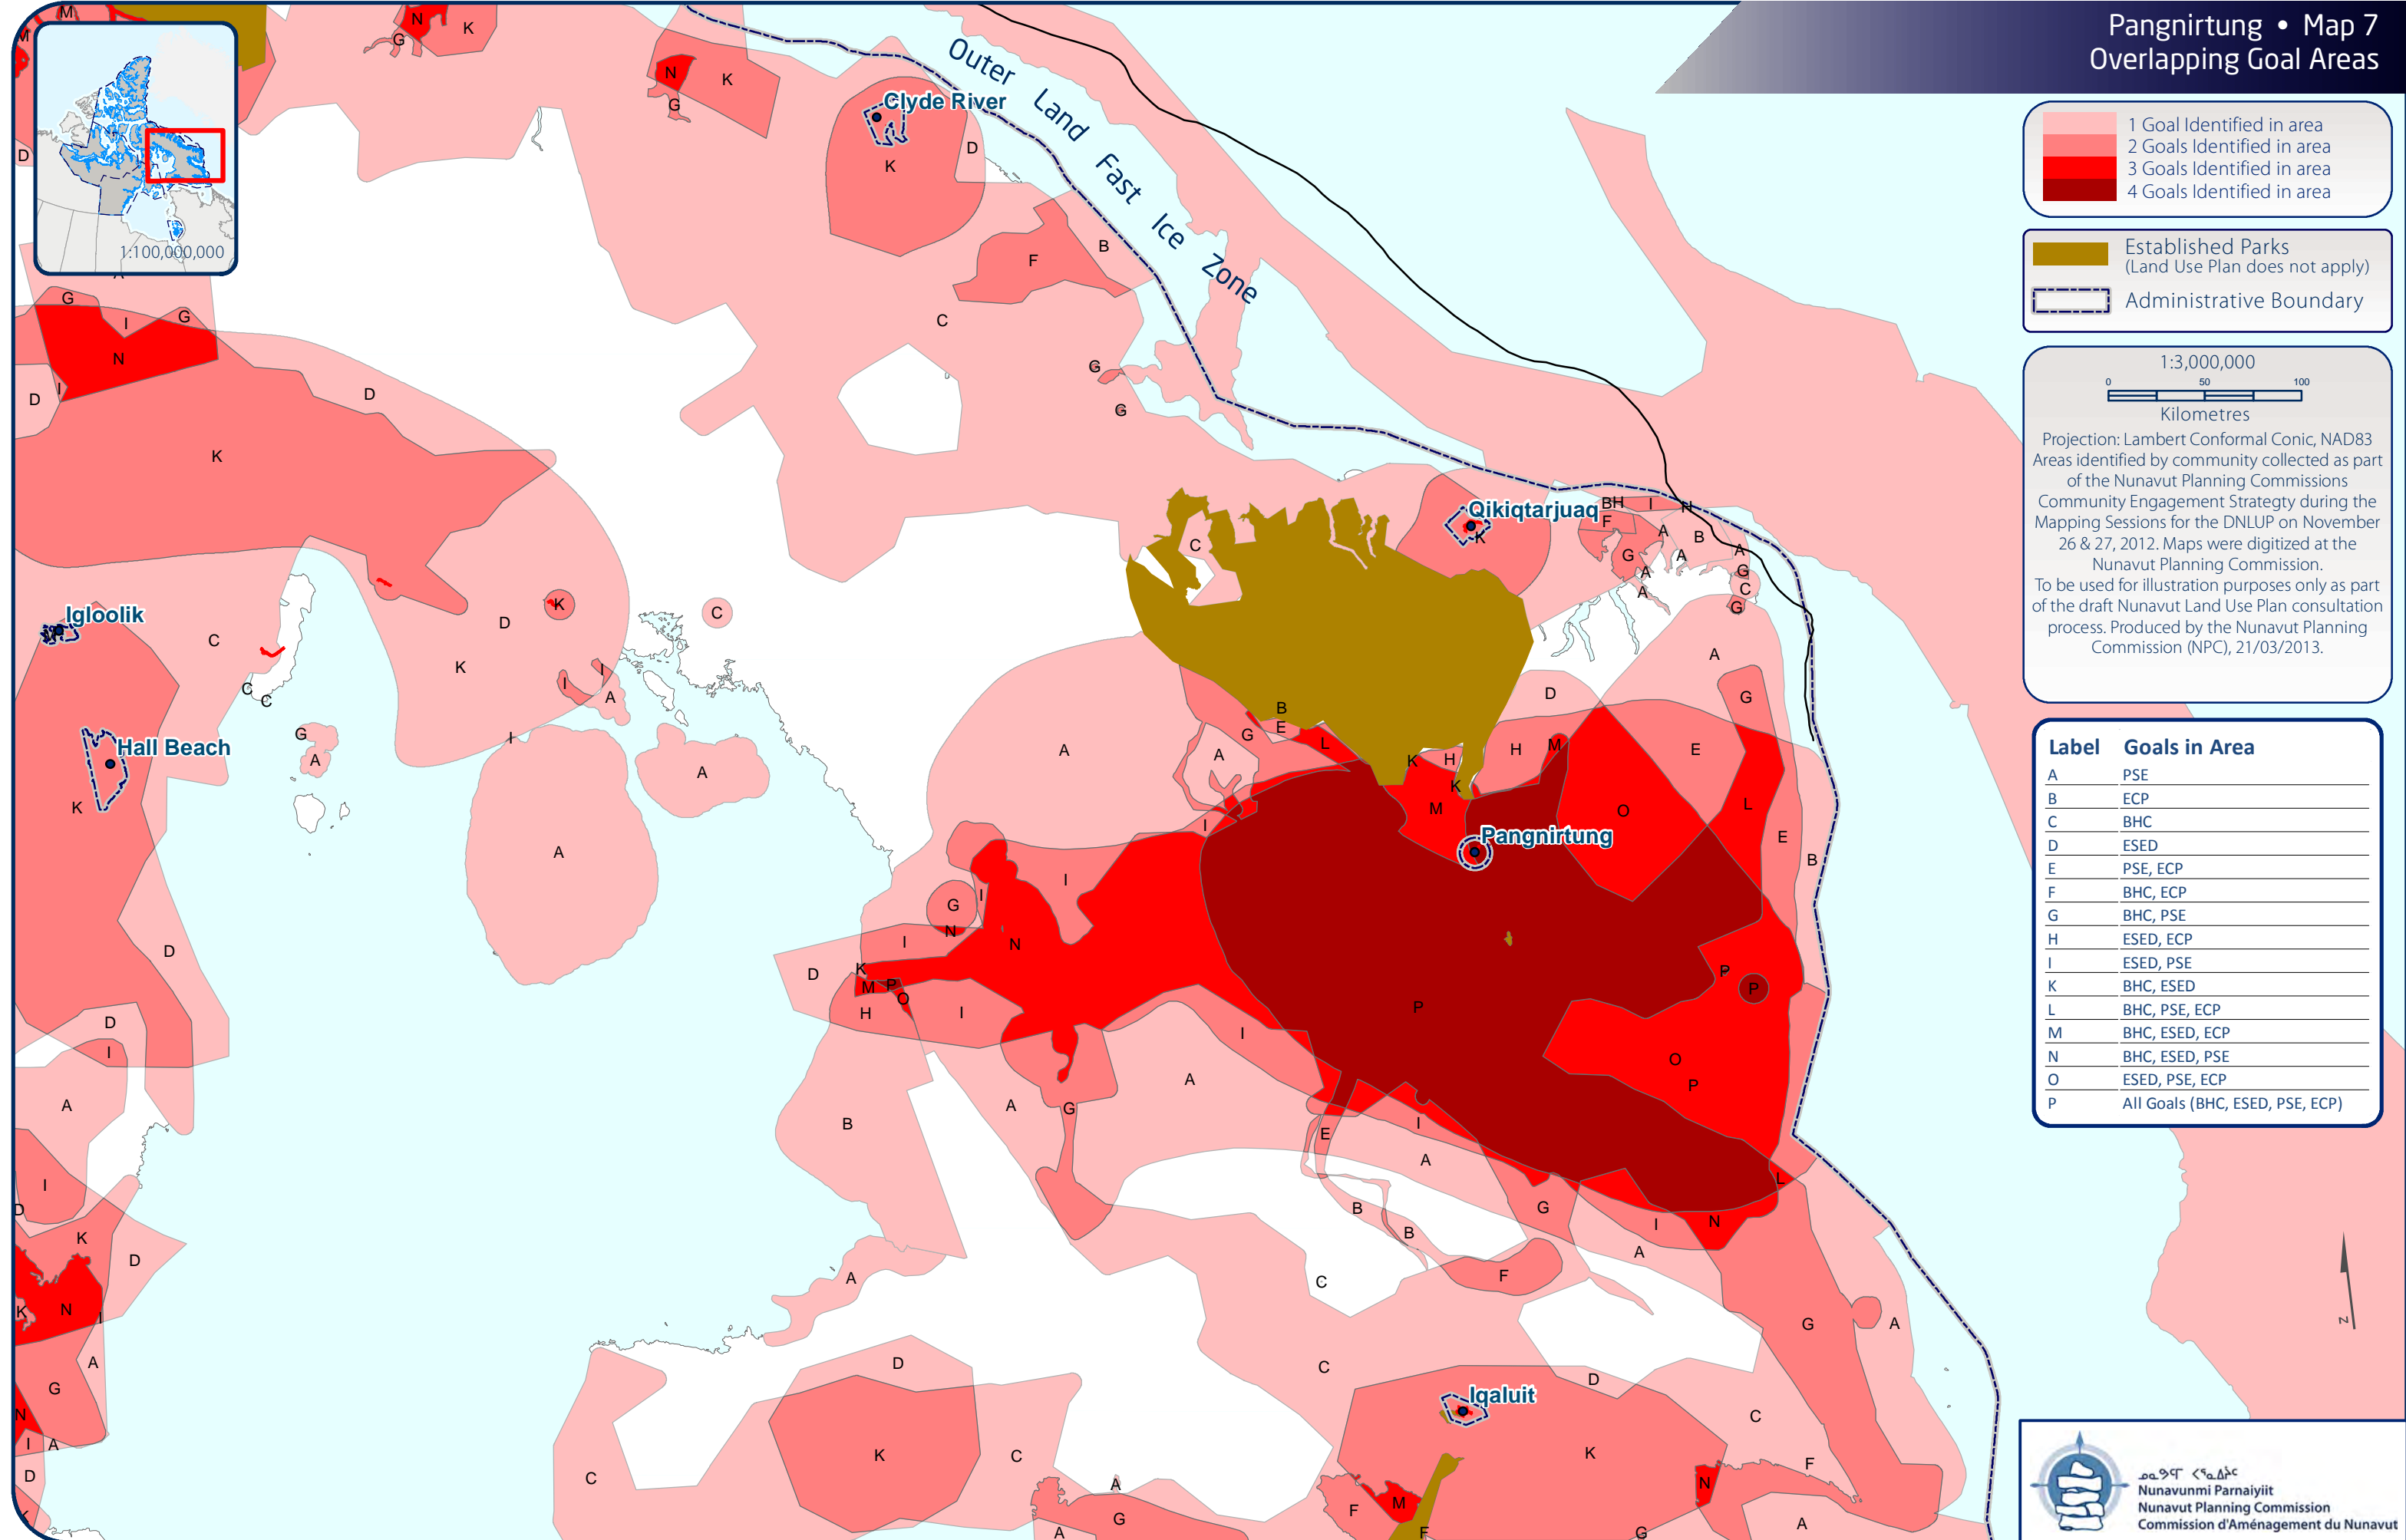 Pangnirtung • Map 7
Overlapping Goal Areas
1 Goal Identified in area
2 Goals Identified in area
3 Goals Identified in area
4 Goals Identified in area
Established Parks
(Land Use Plan does not apply)
Administrative Boundary
1:3,000,000
0 50 100
Kilometres
Projection: Lambert Conformal Conic, NAD83
Areas identified by community collected as part
of the Nunavut Planning Commissions
Community Engagement Strategty during the
Mapping Sessions for the DNLUP on November
26 & 27, 2012. Maps were digitized at the
Nunavut Planning Commission.
To be used for illustration purposes only as part
of the draft Nunavut Land Use Plan consultation
process. Produced by the Nunavut Planning
Commission (NPC), 21/03/2013.
Label Goals in Area
A PSE
B ECP
C BHC
D ESED
E PSE, ECP
F BHC, ECP
G BHC, PSE
H ESED, ECP
I ESED, PSE
K BHC, ESED
L BHC, PSE, ECP
M BHC, ESED, ECP
N BHC, ESED, PSE
O ESED, PSE, ECP
P All Goals (BHC, ESED, PSE, ECP)
1:100,000,000
Outer Land Fast Ice Zone
Clyde River
Qikiqtarjuaq
Igloolik
Hall Beach
Pangnirtung
Iqaluit
N
ᓄᓇᕗᒥ ᐸᕐᓇᐃᔩᑦ
Nunavunmi Parnaiyiit
Nunavut Planning Commission
Commission d'Aménagement du Nunavut